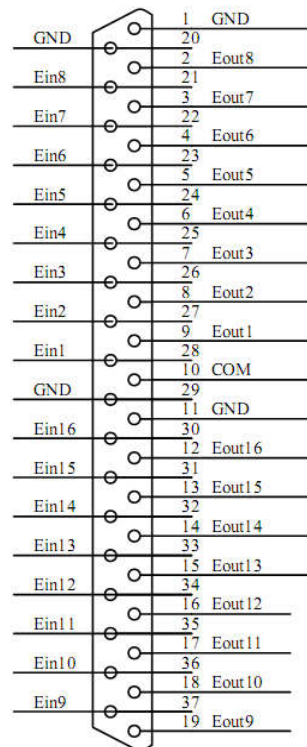 1 GND
GND 20
2 Eout8
Ein8 21
3 Eout7
Ein7 22
4 Eout6
Ein6 23
5 Eout5
Ein5 24
6 Eout4
Ein4 25
7 Eout3
Ein3 26
8 Eout2
Ein2 27
9 Eout1
Ein1 28
10 COM
GND 29
11 GND
Ein16 30
12 Eout16
Ein15 31
13 Eout15
Ein14 32
14 Eout14
Ein13 33
15 Eout13
Ein12 34
16 Eout12
Ein11 35
17 Eout11
Ein10 36
18 Eout10
Ein9 37
19 Eout9